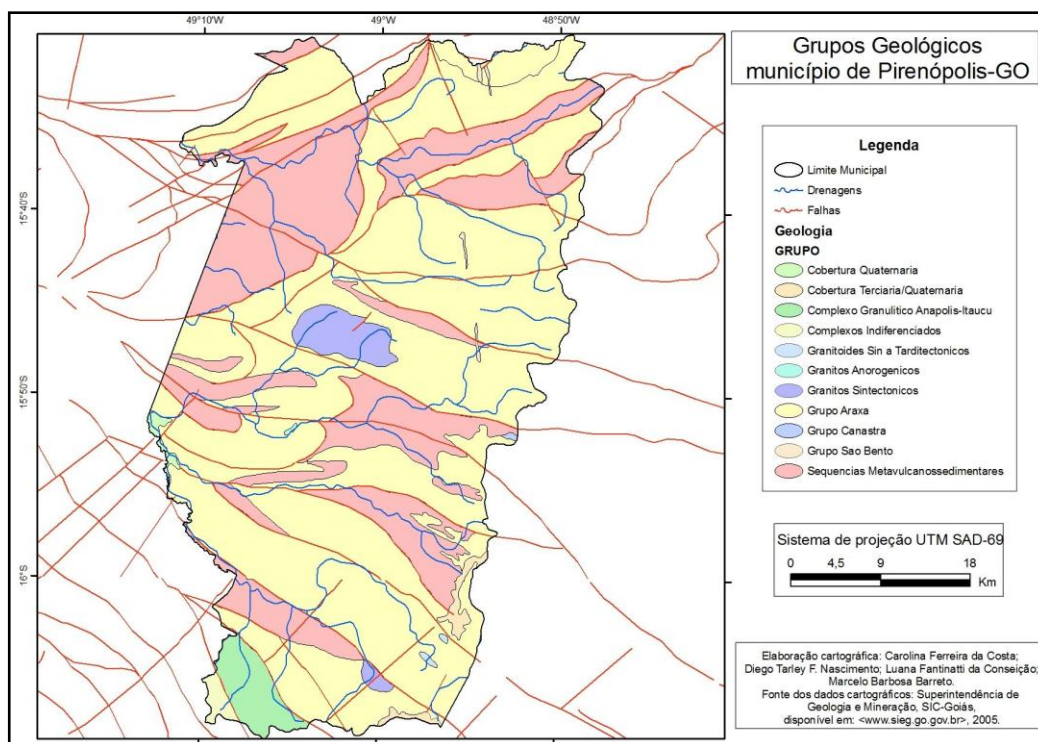 49°10'W
49°W
48°50'W
Grupos Geológicos
município de Pirenópolis-GO
Legenda
Limite Municipal
Drenagens
Falhas
Geologia
GRUPO
Cobertura Quaternaria
Cobertura Terciaria/Quaternaria
Complexo Granulitico Anapolis-Itaucu
Complexos Indiferenciados
Granitoides Sin a Tarditectonicos
Granitos Anorogenicos
Granitos Sintectonicos
Grupo Araxa
Grupo Canastra
Grupo Sao Bento
Sequencias Metavulcanossedimentares
15°40'S
15°50'S
16°S
Sistema de projeção UTM SAD-69
0 4,5 9 18
Km
Elaboração cartográfica: Carolina Ferreira da Costa;
Diego Tarley F. Nascimento; Luana Fantinatti da Conseição;
Marcelo Barbosa Barreto.
Fonte dos dados cartográficos: Superintendência de
Geologia e Mineração, SIC-Goiás,
disponível em: <www.sieg.go.gov.br>, 2005.